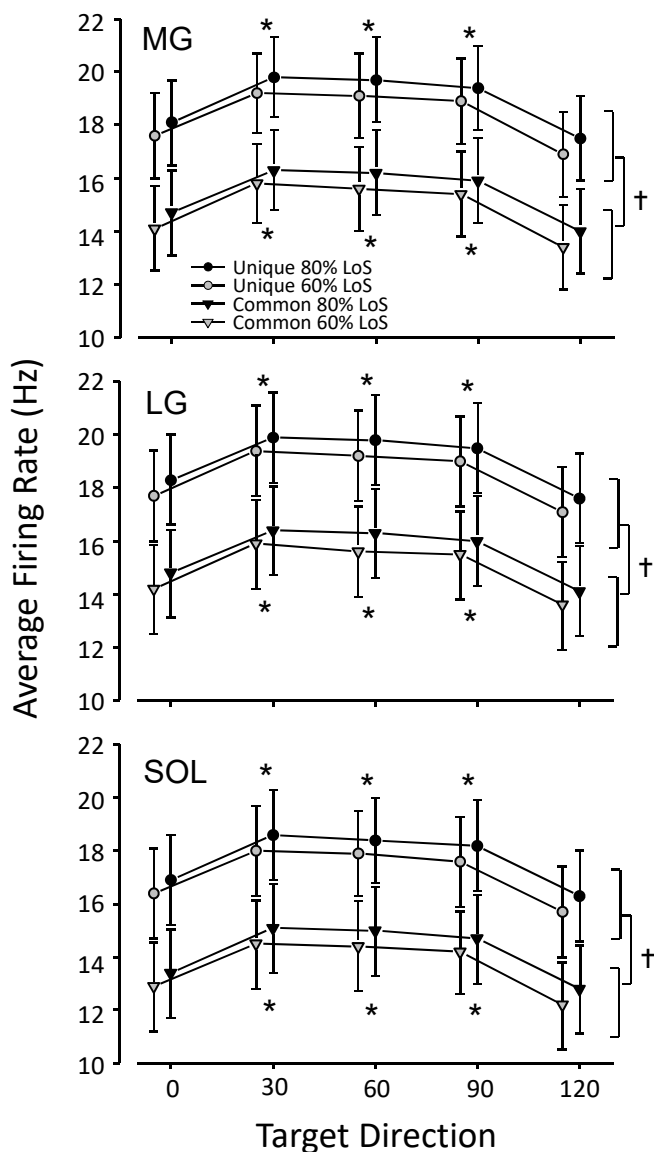 22
MG
* * *
20
18
16
†
14
* * *
Unique 80% LoS
Unique 60% LoS
12
Common 80% LoS
Common 60% LoS
10
Average Firing Rate (Hz)
22
LG
* * *
20
18
16
†
14
* * *
12
10
22
SOL
* * *
20
18
16
14
†
12
* * *
10
0 30 60 90 120
Target Direction